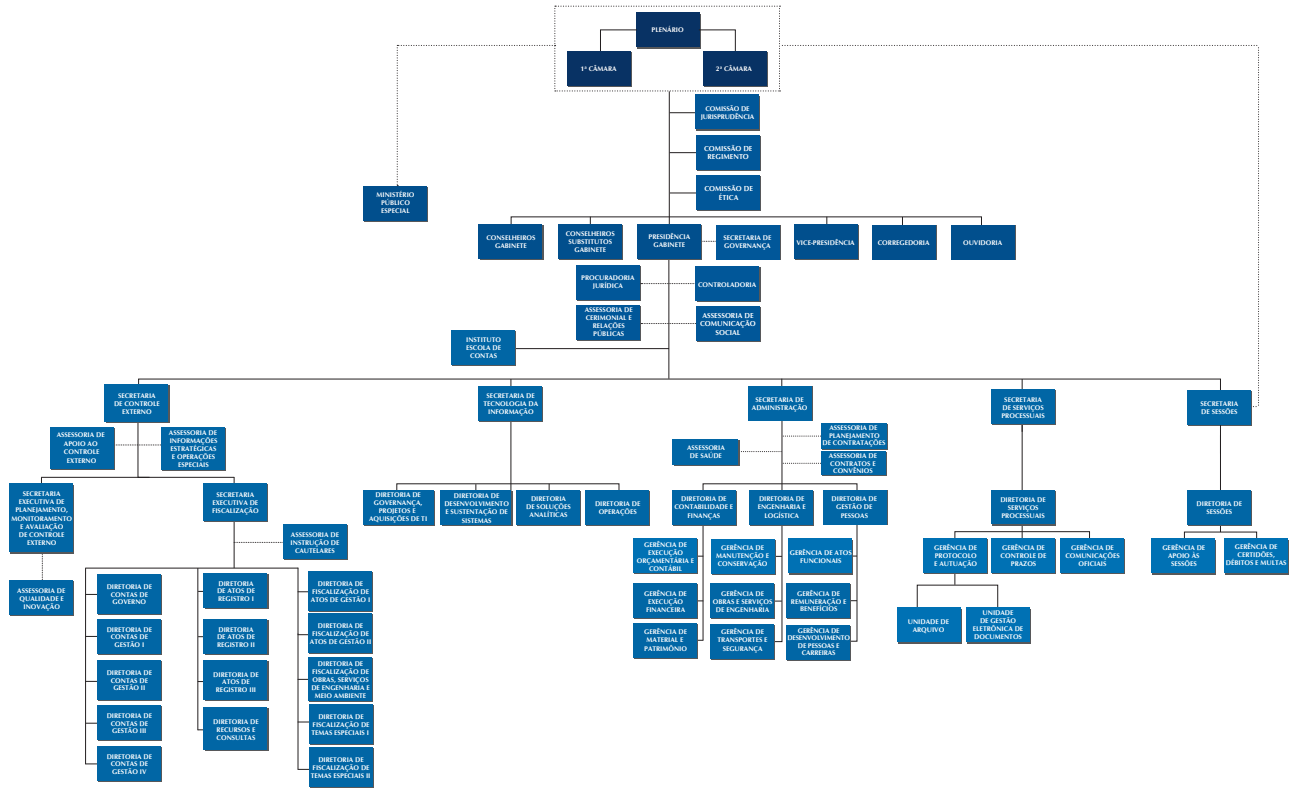 PLENÁRIO
1ª CÂMARA
2ª CÂMARA
COMISSÃO DE
JURISPRUDÊNCIA
COMISSÃO DE
REGIMENTO
COMISSÃO DE
ÉTICA
MINISTÉRIO
PÚBLICO
ESPECIAL
CONSELHEIROS
GABINETE
CONSELHEIROS
SUBSTITUTOS
GABINETE
PRESIDÊNCIA
GABINETE
SECRETARIA DE
GOVERNANÇA
VICE-PRESIDÊNCIA
CORREGEDORIA
OUVIDORIA
PROCURADORIA
JURÍDICA
CONTROLADORIA
ASSESSORIA DE
CERIMONIAL E
RELAÇÕES
PÚBLICAS
ASSESSORIA DE
COMUNICAÇÃO
SOCIAL
INSTITUTO
ESCOLA DE
CONTAS
SECRETARIA
DE CONTROLE
EXTERNO
SECRETARIA DE
TECNOLOGIA DA
INFORMAÇÃO
SECRETARIA DE
ADMINISTRAÇÃO
SECRETARIA
DE SERVIÇOS
PROCESSUAIS
SECRETARIA
DE SESSÕES
ASSESSORIA DE
APOIO AO
CONTROLE
EXTERNO
ASSESSORIA DE
INFORMAÇÕES
ESTRATÉGICAS
E OPERAÇÕES
ESPECIAIS
ASSESSORIA
DE SAÚDE
ASSESSORIA DE
PLANEJAMENTO
DE CONTRATAÇÕES
ASSESSORIA DE
CONTRATOS E
CONVÊNIOS
SECRETARIA
EXECUTIVA DE
PLANEJAMENTO,
MONITORAMENTO
E AVALIAÇÃO
DE CONTROLE
EXTERNO
SECRETARIA
EXECUTIVA DE
FISCALIZAÇÃO
DIRETORIA DE
GOVERNANÇA,
PROJETOS E
AQUISIÇÕES DE TI
DIRETORIA DE
DESENVOLVIMENTO
E SUSTENTAÇÃO DE
SISTEMAS
DIRETORIA
DE SOLUÇÕES
ANALÍTICAS
DIRETORIA
DE OPERAÇÕES
DIRETORIA DE
CONTABILIDADE E
FINANÇAS
DIRETORIA DE
ENGENHARIA E
LOGÍSTICA
DIRETORIA DE
GESTÃO DE
PESSOAS
DIRETORIA DE
SERVIÇOS
PROCESSUAIS
DIRETORIA DE
SESSÕES
ASSESSORIA DE
INSTRUÇÃO DE
CAUTELARES
ASSESSORIA DE
QUALIDADE E
INOVAÇÃO
DIRETORIA DE
CONTAS DE
GOVERNO
DIRETORIA DE
CONTAS DE
GESTÃO I
DIRETORIA DE
CONTAS DE
GESTÃO II
DIRETORIA DE
CONTAS DE
GESTÃO III
DIRETORIA DE
CONTAS DE
GESTÃO IV
DIRETORIA
DE ATOS DE
REGISTRO I
DIRETORIA
DE ATOS DE
REGISTRO II
DIRETORIA
DE ATOS DE
REGISTRO III
DIRETORIA DE
RECURSOS E
CONSULTAS
DIRETORIA DE
FISCALIZAÇÃO DE
ATOS DE GESTÃO I
DIRETORIA DE
FISCALIZAÇÃO DE
ATOS DE GESTÃO II
DIRETORIA DE
FISCALIZAÇÃO DE
OBRAS, SERVIÇOS
DE ENGENHARIA E
MEIO AMBIENTE
DIRETORIA DE
FISCALIZAÇÃO DE
TEMAS ESPECIAIS I
DIRETORIA DE
FISCALIZAÇÃO DE
TEMAS ESPECIAIS II
GERÊNCIA DE
EXECUÇÃO
ORÇAMENTÁRIA E
CONTÁBIL
GERÊNCIA DE
EXECUÇÃO
FINANCEIRA
GERÊNCIA DE
MATERIAL E
PATRIMÔNIO
GERÊNCIA DE
MANUTENÇÃO E
CONSERVAÇÃO
GERÊNCIA DE
OBRAS E SERVIÇOS
DE ENGENHARIA
GERÊNCIA DE
TRANSPORTES E
SEGURANÇA
GERÊNCIA DE ATOS
FUNCIONAIS
GERÊNCIA DE
REMUNERAÇÃO E
BENEFÍCIOS
GERÊNCIA DE
DESENVOLVIMENTO
DE PESSOAS E
CARREIRAS
GERÊNCIA DE
PROTOCOLO
E AUTUAÇÃO
GERÊNCIA DE
CONTROLE DE
PRAZOS
GERÊNCIA DE
COMUNICAÇÕES
OFICIAIS
UNIDADE DE
ARQUIVO
UNIDADE
DE GESTÃO
ELETRÔNICA DE
DOCUMENTOS
GERÊNCIA DE
APOIO ÀS
SESSÕES
GERÊNCIA DE
CERTIDÕES,
DÉBITOS E MULTAS